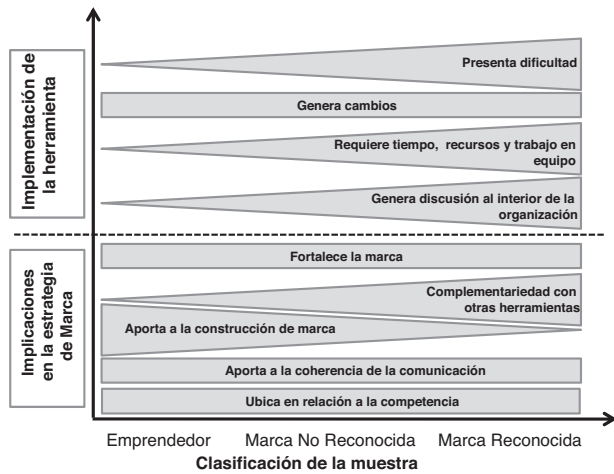 Implementación de
la herramienta
Presenta dificultad
Genera cambios
Requiere tiempo, recursos y trabajo en
equipo
Genera discusión al interior de la
organización
Implicaciones
en la estrategia
de Marca
Fortalece la marca
Complementariedad con
otras herramientas
Aporta a la construcción de marca
Aporta a la coherencia de la comunicación
Ubica en relación a la competencia
Emprendedor Marca No Reconocida Marca Reconocida
Clasificación de la muestra